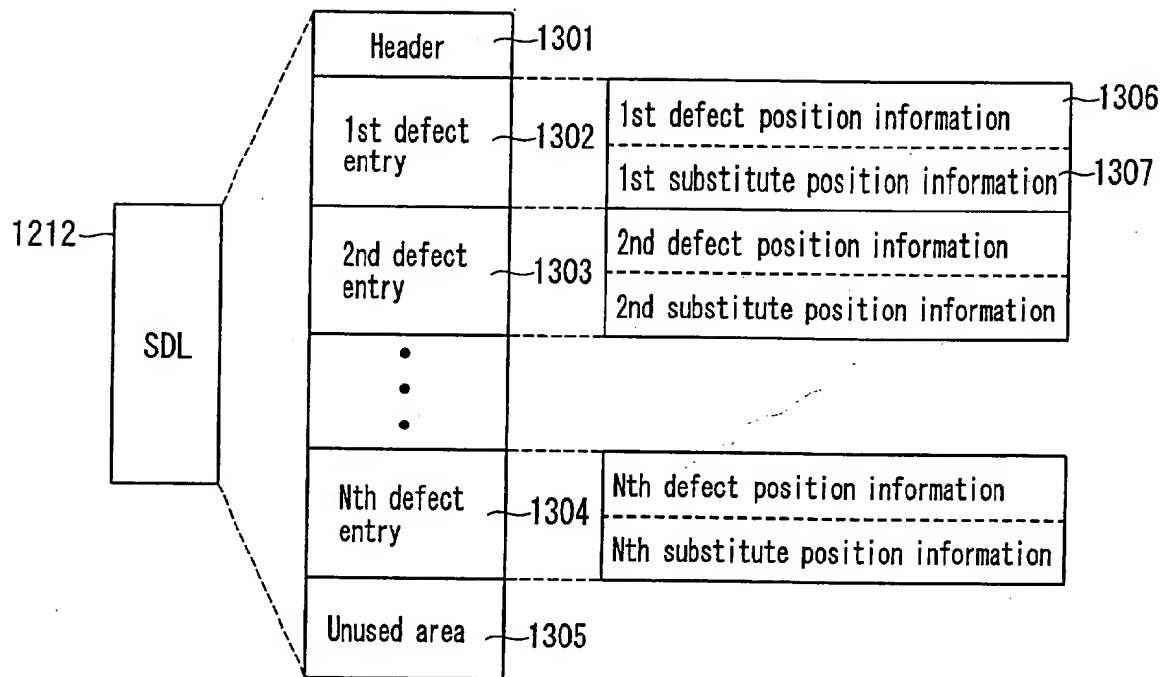 Header
1301
1306
1st defect
entry
1302
1st defect position information
1st substitute position information
1307
1212
SDL
2nd defect
entry
1303
2nd defect position information
2nd substitute position information
Nth defect
entry
1304
Nth defect position information
Nth substitute position information
Unused area
1305